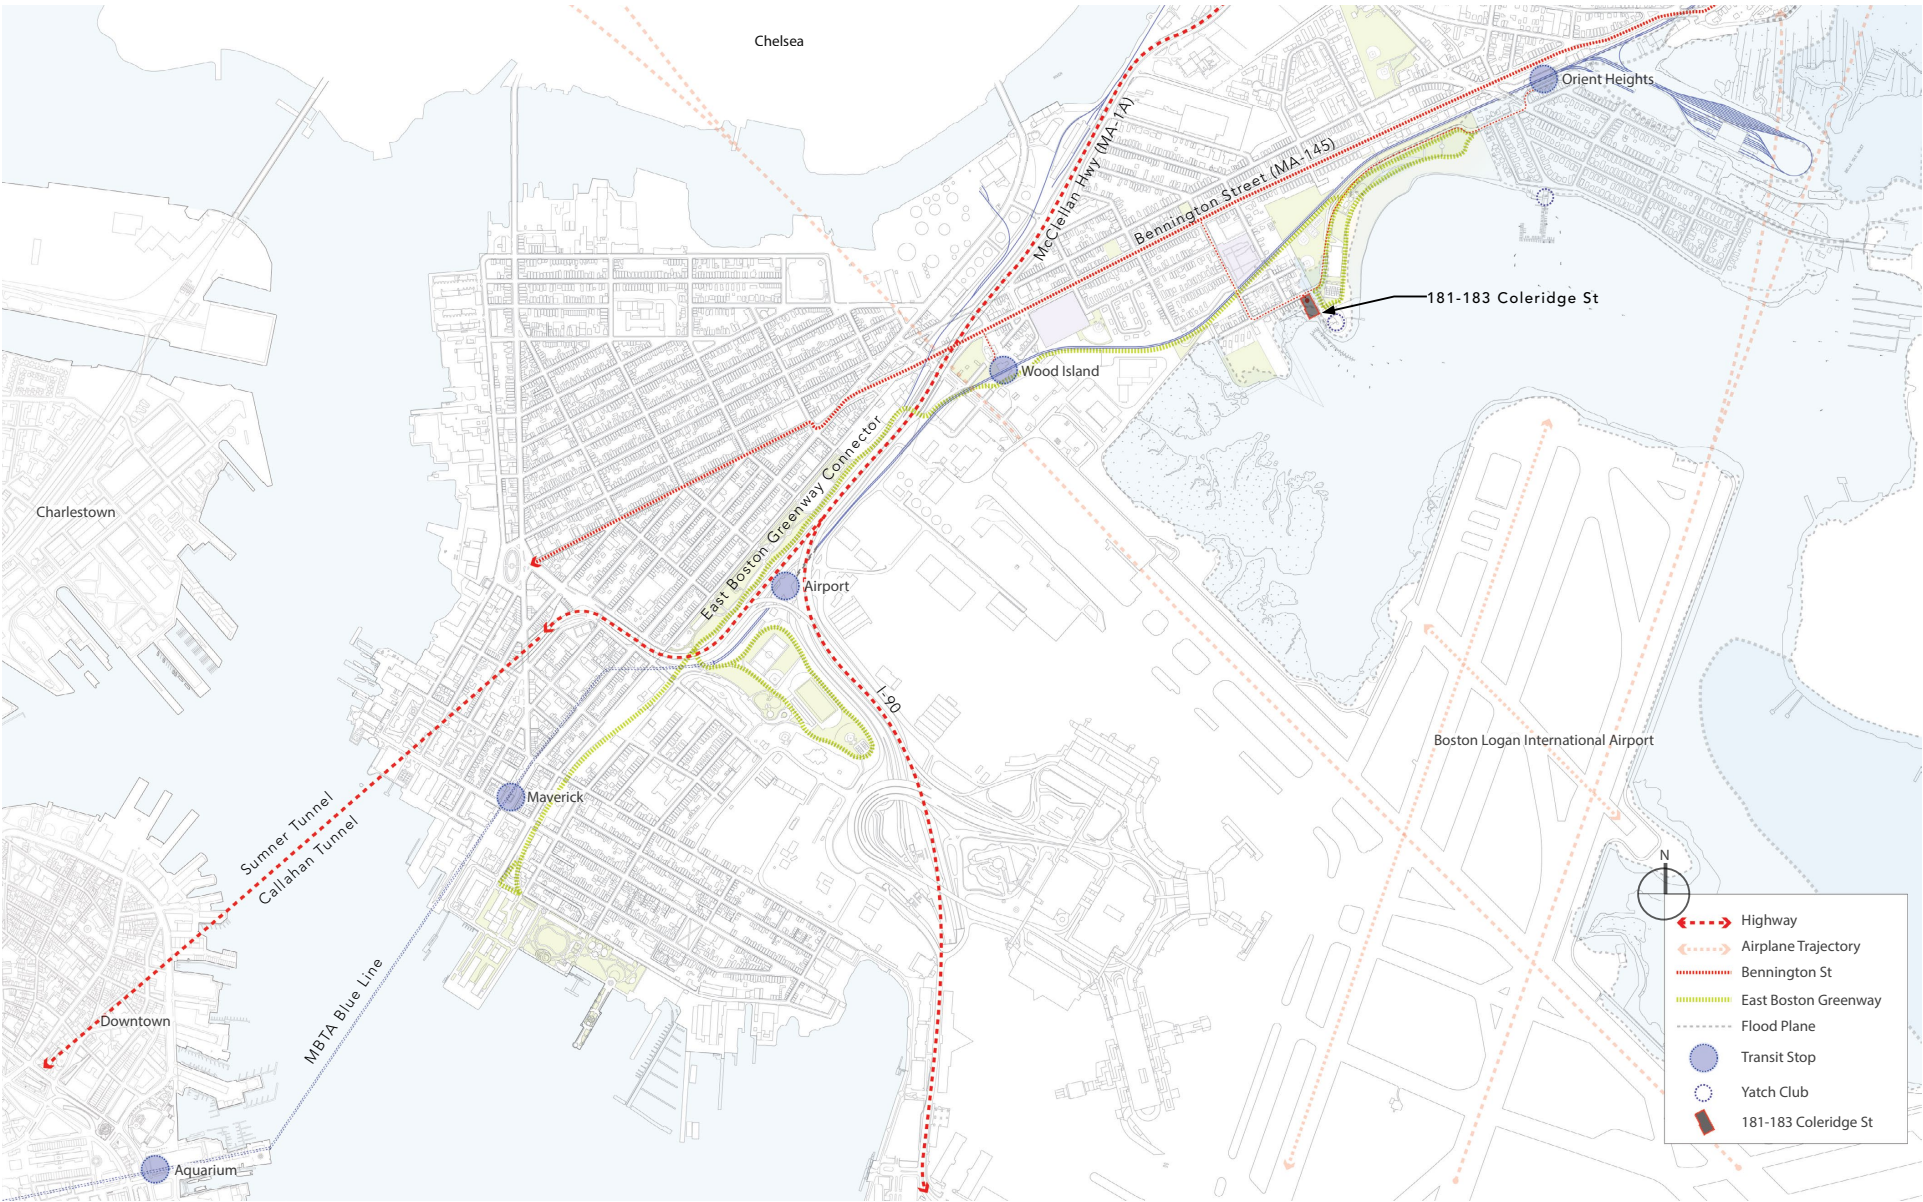 Chelsea
Orient Heights
McClellan Hwy (MA-1A)
Bennington Street (MA-145)
181-183 Coleridge St
Wood Island
East Boston Greenway Connector
Charlestown
Airport
I-90
Boston Logan International Airport
Maverick
Sumner Tunnel
Callahan Tunnel
MBTA Blue Line
Downtown
Aquarium
N
Highway
Airplane Trajectory
Bennington St
East Boston Greenway
Flood Plane
Transit Stop
Yatch Club
181-183 Coleridge St